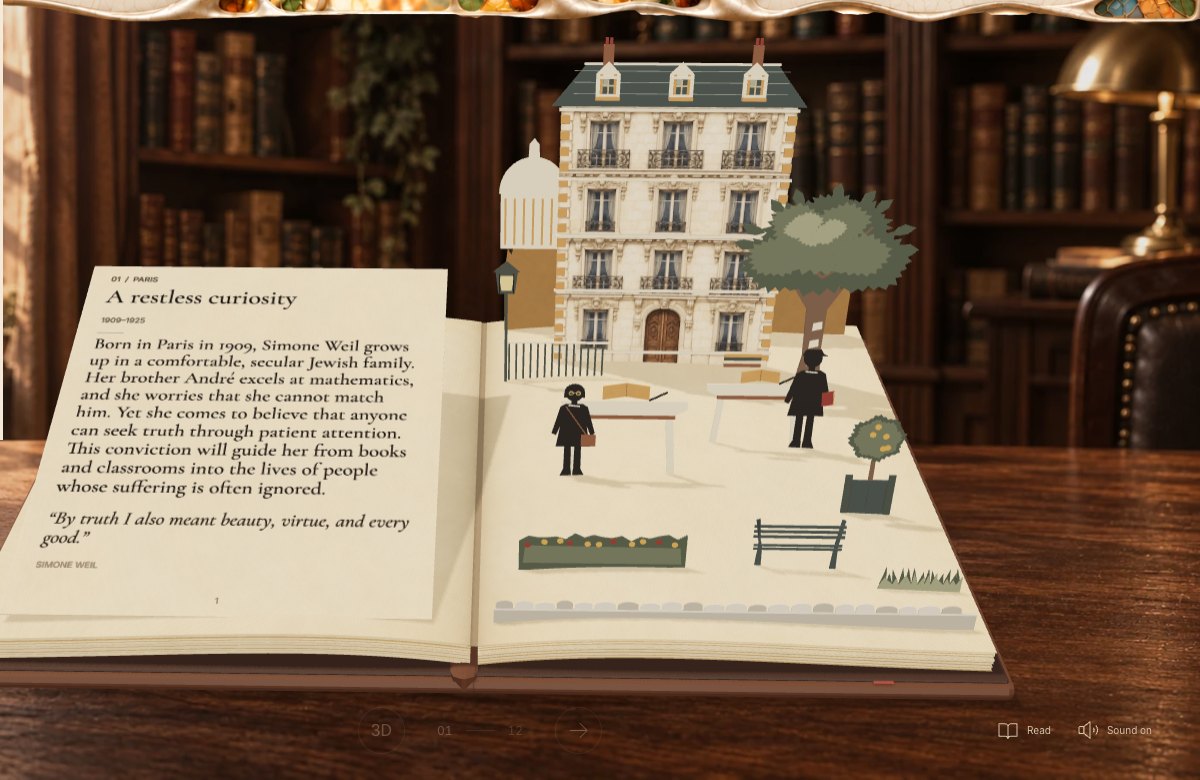 01 / PARIS
A restless curiosity
1909–1925
Born in Paris in 1909, Simone Weil grows
up in a comfortable, secular Jewish family.
Her brother André excels at mathematics,
and she worries that she cannot match
him. Yet she comes to believe that anyone
can seek truth through patient attention.
This conviction will guide her from books
and classrooms into the lives of people
whose suffering is often ignored.
“By truth I also meant beauty, virtue, and every
good.”
SIMONE WEIL
1
3D
01
12
Read
Sound on